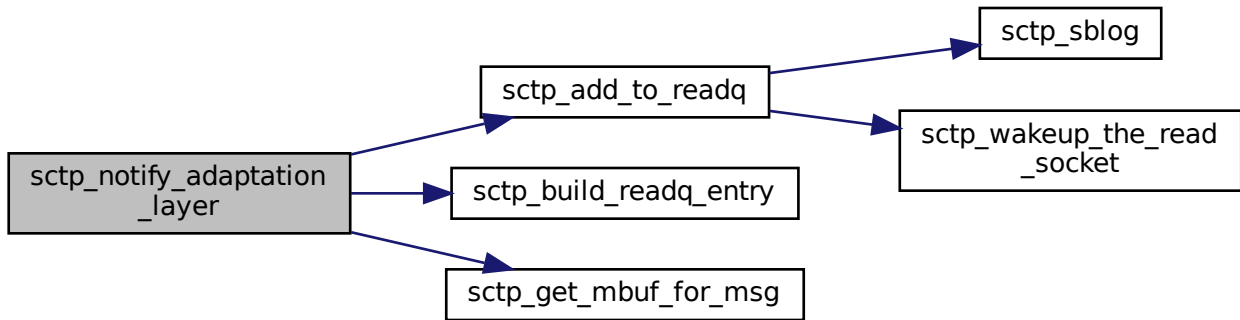 sctp_notify_adaptation
_layer
sctp_add_to_readq
sctp_sblog
sctp_wakeup_the_read
_socket
sctp_build_readq_entry
sctp_get_mbuf_for_msg